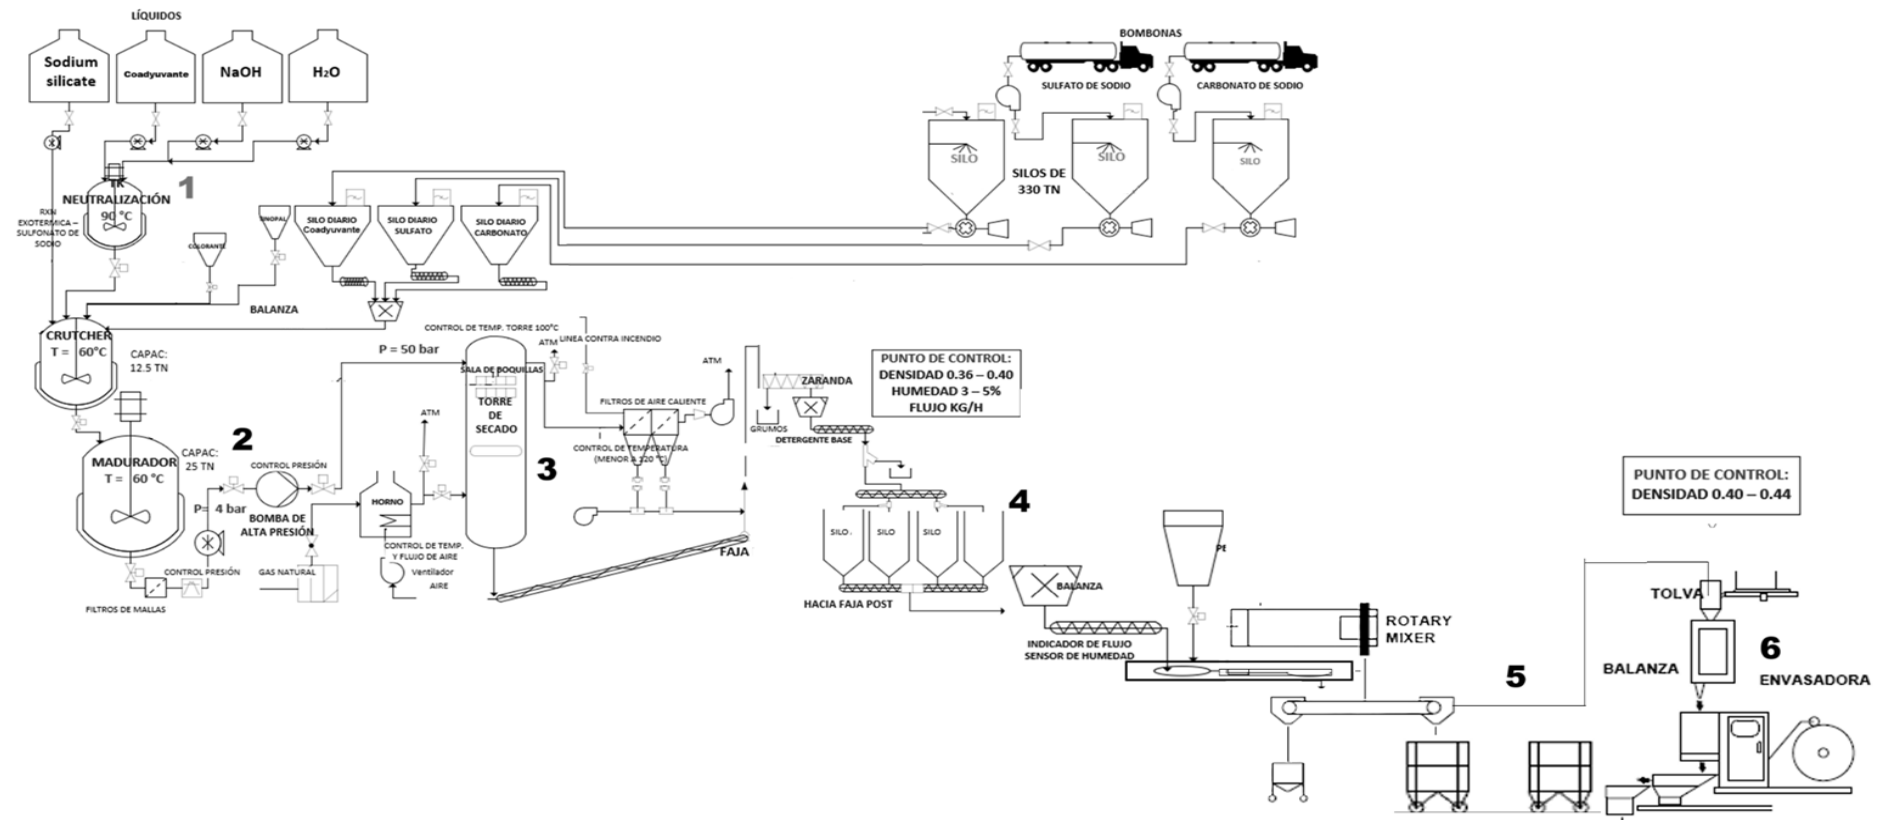 LÍQUIDOS
Sodium
silicate
Coadyuvante
NaOH
H₂O
BOMBONAS
SULFATO DE SODIO
CARBONATO DE SODIO
SILO
SILO
SILO
SILOS DE
330 TN
1
TK
NEUTRALIZACIÓN
90 °C
RXN
EXOTERMICA –
SULFONATO DE
SODIO
COLORANTE
SILO DIARIO
Coadyuvante
SILO DIARIO
SULFATO
SILO DIARIO
CARBONATO
BALANZA
CRUTCHER
T = 60°C
CAPAC:
12.5 TN
MADURADOR
T = 60 °C
CAPAC:
25 TN
2
CONTROL PRESIÓN
P= 4 bar
BOMBA DE
ALTA PRESIÓN
CONTROL PRESIÓN
FILTROS DE MALLAS
GAS NATURAL
P = 50 bar
CONTROL DE TEMP. TORRE 100°C
ATM
LINEA CONTRA INCENDIO
SALA DE BOQUILLAS
TORRE
DE
SECADO
3
ATM
HORNO
CONTROL DE TEMP.
Y FLUJO DE AIRE
Ventilador
AIRE
FILTROS DE AIRE CALIENTE
CONTROL DE TEMPERATURA
(MENOR A 120 °C)
ATM
FAJA
ZARANDA
GRUMOS
DETERGENTE BASE
PUNTO DE CONTROL:
DENSIDAD 0.36 – 0.40
HUMEDAD 3 – 5%
FLUJO KG/H
4
SILO
SILO
SILO
HACIA FAJA POST
BALANZA
INDICADOR DE FLUJO
SENSOR DE HUMEDAD
ROTARY
MIXER
5
PUNTO DE CONTROL:
DENSIDAD 0.40 – 0.44
TOLVA
BALANZA
6
ENVASADORA